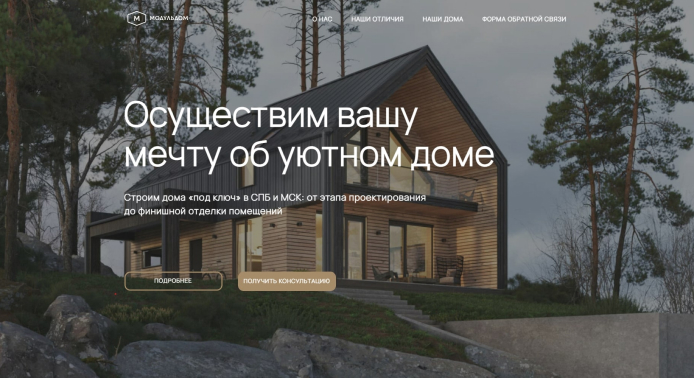 М МОДУЛЬДОМ
О НАС НАШИ ОТЛИЧИЯ НАШИ ДОМА ФОРМА ОБРАТНОЙ СВЯЗИ
Осуществим вашу
мечту об уютном доме
Строим дома «под ключ» в СПБ и МСК: от этапа проектирования
до финишной отделки помещений
ПОДРОБНЕЕ ПОЛУЧИТЬ КОНСУЛЬТАЦИЮ